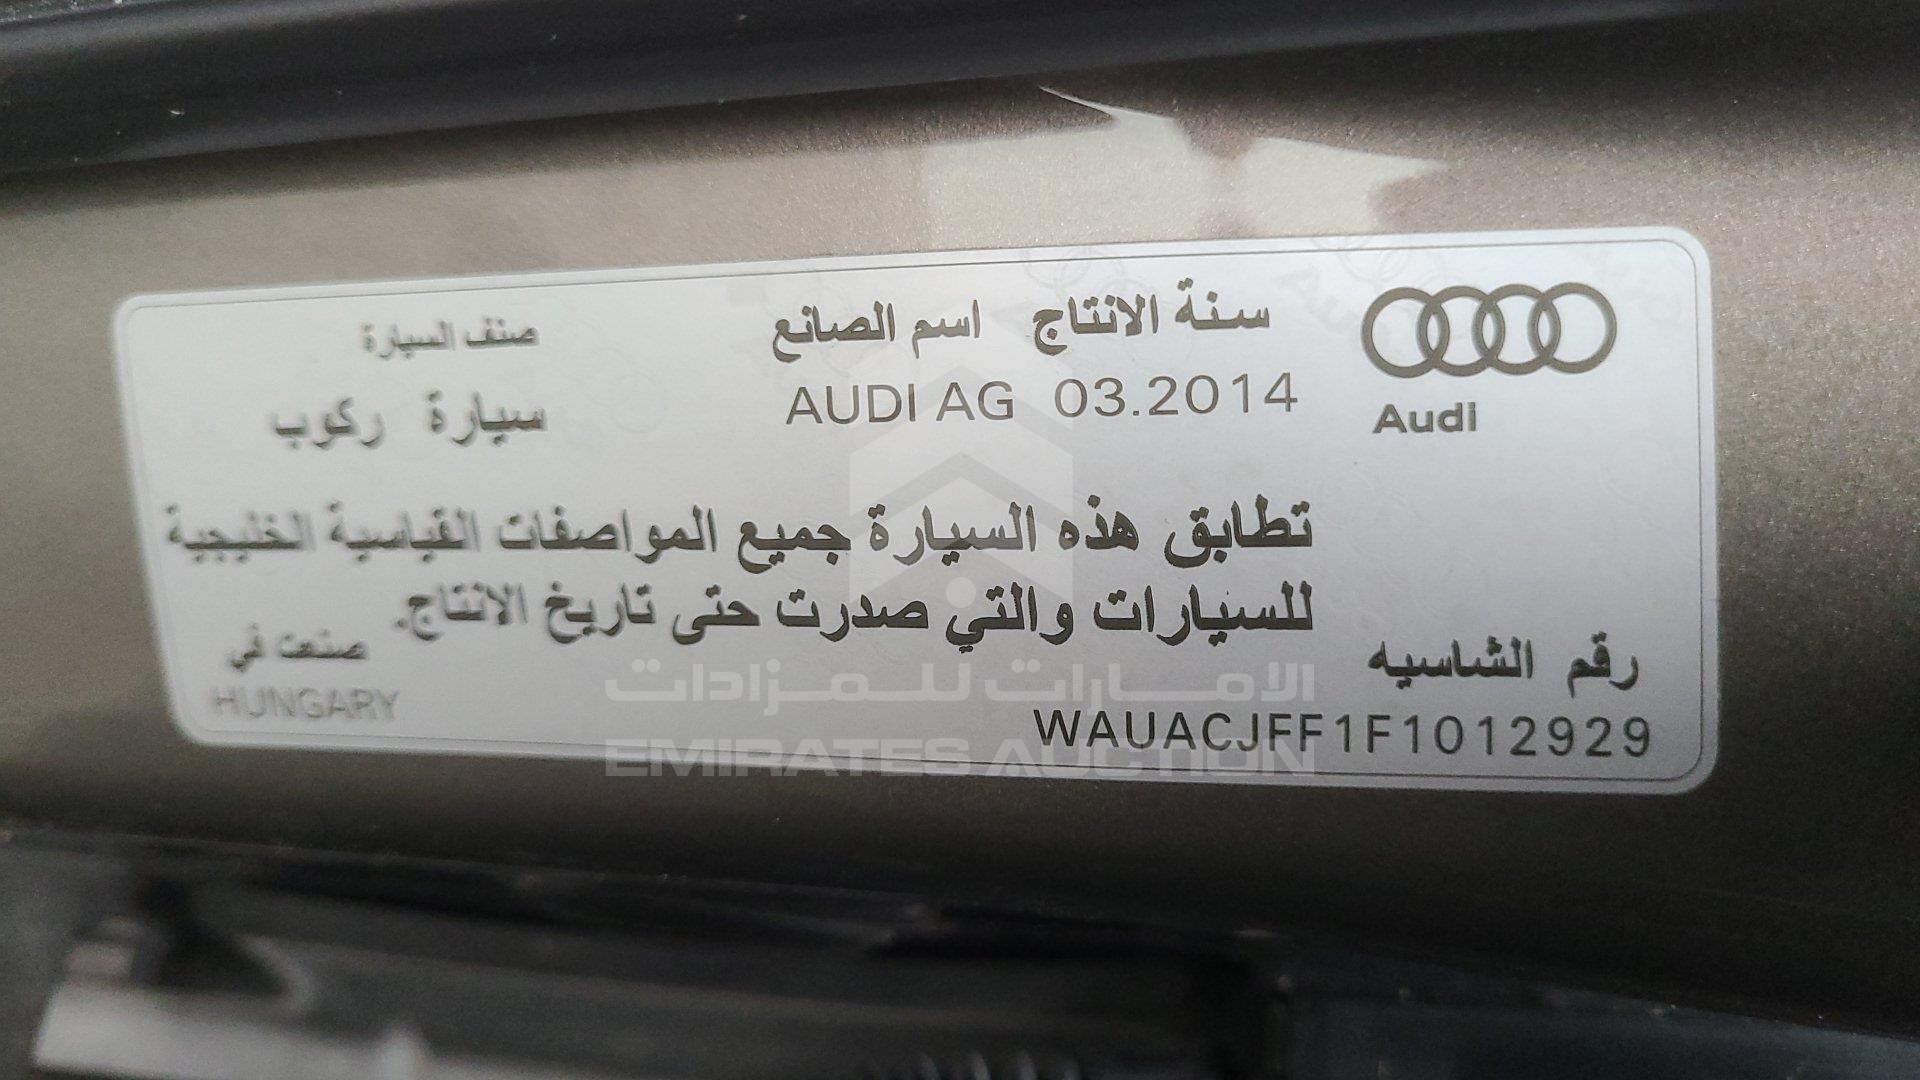 سنة الانتاج اسم الصانع صنف السيارة
Audi 03.2014 AUDI AG سيارة ركوب
تطابق هذه السيارة جميع المواصفات القياسية الخليجية
للسيارات والتي صدرت حتى تاريخ الانتاج.
رقم الشاسيه
WAUACJFF1F1012929
صنعت في
HUNGARY
الامارات للمزادات
EMIRATES AUCTION